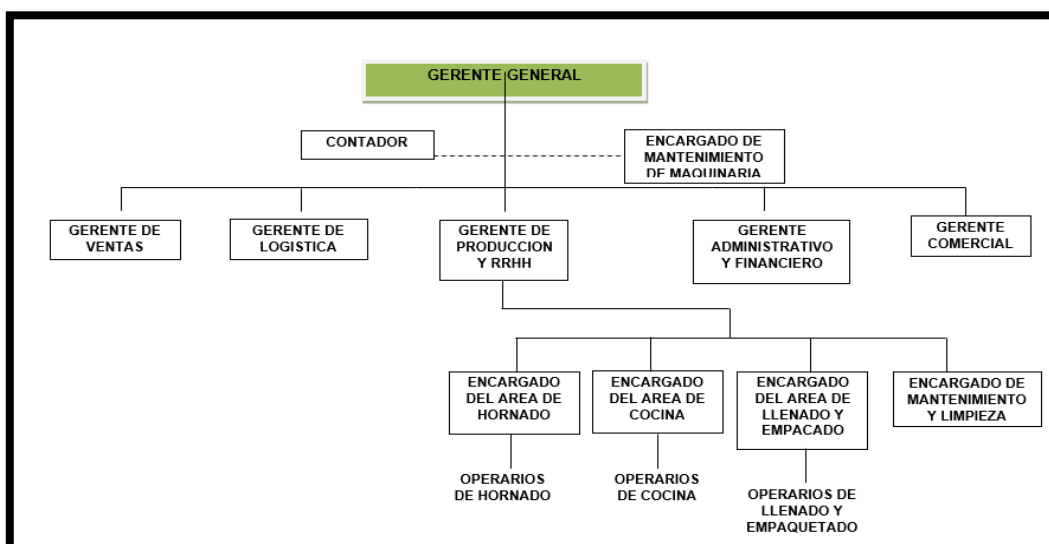 GERENTE GENERAL
CONTADOR
ENCARGADO DE
MANTENIMIENTO
DE MAQUINARIA
GERENTE DE
VENTAS
GERENTE DE
LOGISTICA
GERENTE DE
PRODUCCION
Y RRHH
GERENTE
ADMINISTRATIVO
Y FINANCIERO
GERENTE
COMERCIAL
ENCARGADO
DEL AREA DE
HORNADO
ENCARGADO
DEL AREA DE
COCINA
ENCARGADO
DEL AREA DE
LLENADO Y
EMPACADO
ENCARGADO DE
MANTENIMIENTO
Y LIMPIEZA
OPERARIOS
DE HORNADO
OPERARIOS
DE COCINA
OPERARIOS DE
LLENADO Y
EMPAQUETADO